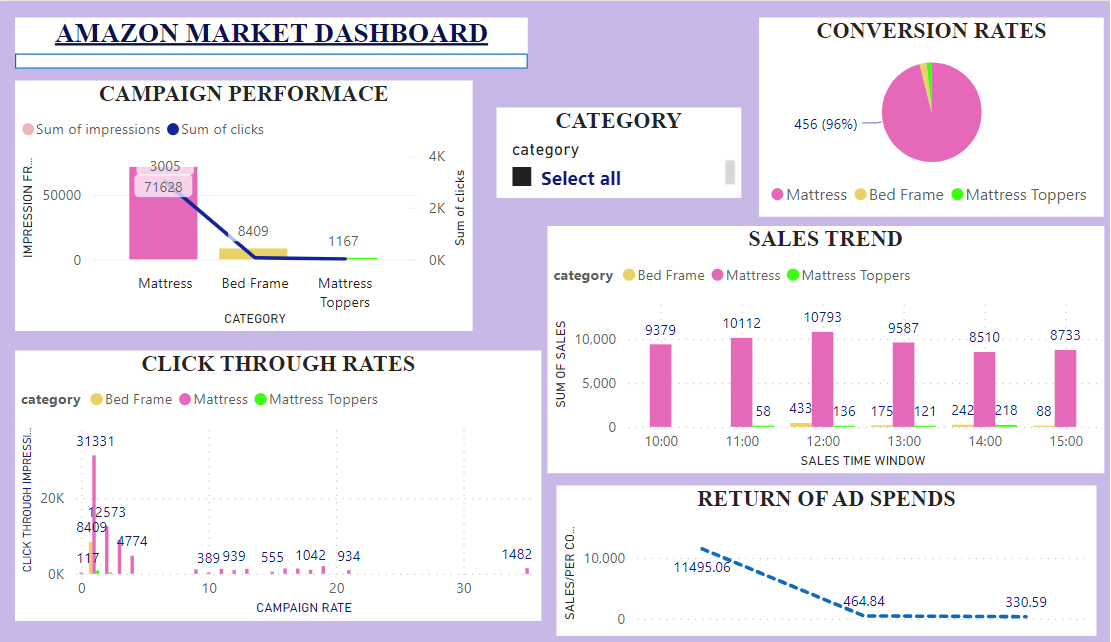 AMAZON MARKET DASHBOARD
CAMPAIGN PERFORMACE
Sum of impressions Sum of clicks
IMPRESSION FR...
50000
0
3005
71628
8409
1167
4K
2K
0K
Sum of clicks
Mattress Bed Frame Mattress Toppers
CATEGORY
CATEGORY
category
Select all
CONVERSION RATES
456 (96%)
Mattress Bed Frame Mattress Toppers
SALES TREND
category Bed Frame Mattress Mattress Toppers
SUM OF SALES
10,000
5,000
0
9379 10112 10793 9587 8510 8733
58 433 136 175 121 242 218 88
10:00 11:00 12:00 13:00 14:00 15:00
SALES TIME WINDOW
CLICK THROUGH RATES
category Bed Frame Mattress Mattress Toppers
CLICK THROUGH IMPRESSI...
20K
0K
31331
12573
8409
4774
117 389 939 555 1042 934 1482
0 10 20 30
CAMPAIGN RATE
RETURN OF AD SPENDS
SALES/PER CO...
10,000
0
11495.06
464.84
330.59